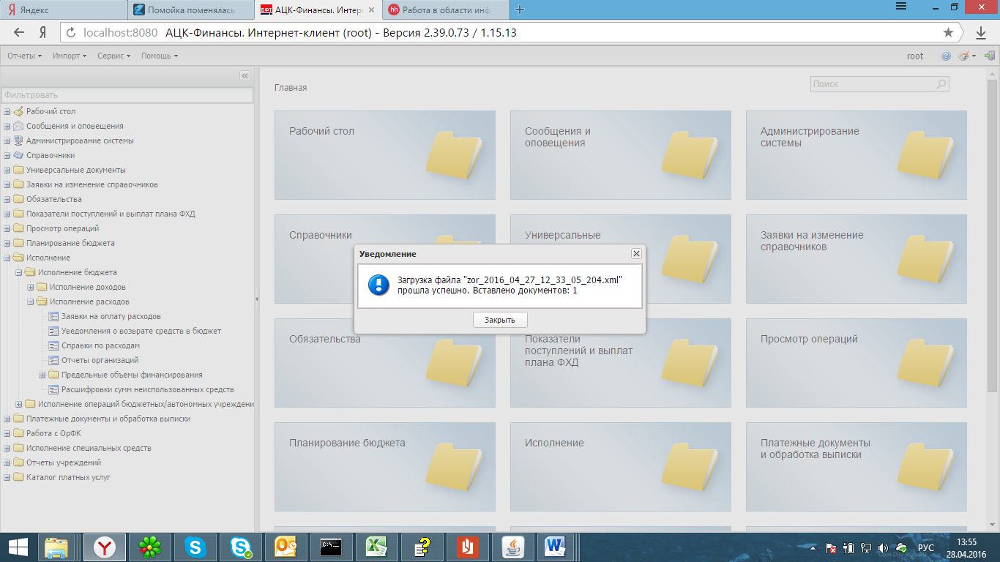 Яндекс
Помойка поменялась
БФТ
АЦК-Финансы. Интер
hh
Работа в области инф
Я
localhost:8080 АЦК-Финансы. Интернет-клиент (root) - Версия 2.39.0.73 / 1.15.13
Отчеты
Импорт
Сервис
Помощь
root
Фильтровать
Рабочий стол
Сообщения и оповещения
Администрирование системы
Справочники
Универсальные документы
Заявки на изменение справочников
Обязательства
Показатели поступлений и выплат плана ФХД
Просмотр операций
Планирование бюджета
Исполнение
Исполнение бюджета
Исполнение доходов
Исполнение расходов
Заявки на оплату расходов
Уведомления о возврате средств в бюджет
Справки по расходам
Отчеты организаций
Предельные объемы финансирования
Расшифровки сумм неиспользованных средств
Исполнение операций бюджетных/автономных учреждени
Платежные документы и обработка выписки
Работа с ОрФК
Исполнение специальных средств
Отчеты учреждений
Каталог платных услуг
Главная
Поиск
Рабочий стол
Сообщения и
оповещения
Администрирование
системы
Справочники
Универсальные
Заявки на изменение
справочников
Обязательства
Показатели
поступлений и выплат
плана ФХД
Просмотр операций
Планирование бюджета
Исполнение
Платежные документы
и обработка выписки
Уведомление
Загрузка файла "zor_2016_04_27_12_33_05_204.xml"
прошла успешно. Вставлено документов: 1
Закрыть
РУС
13:55
28.04.2016